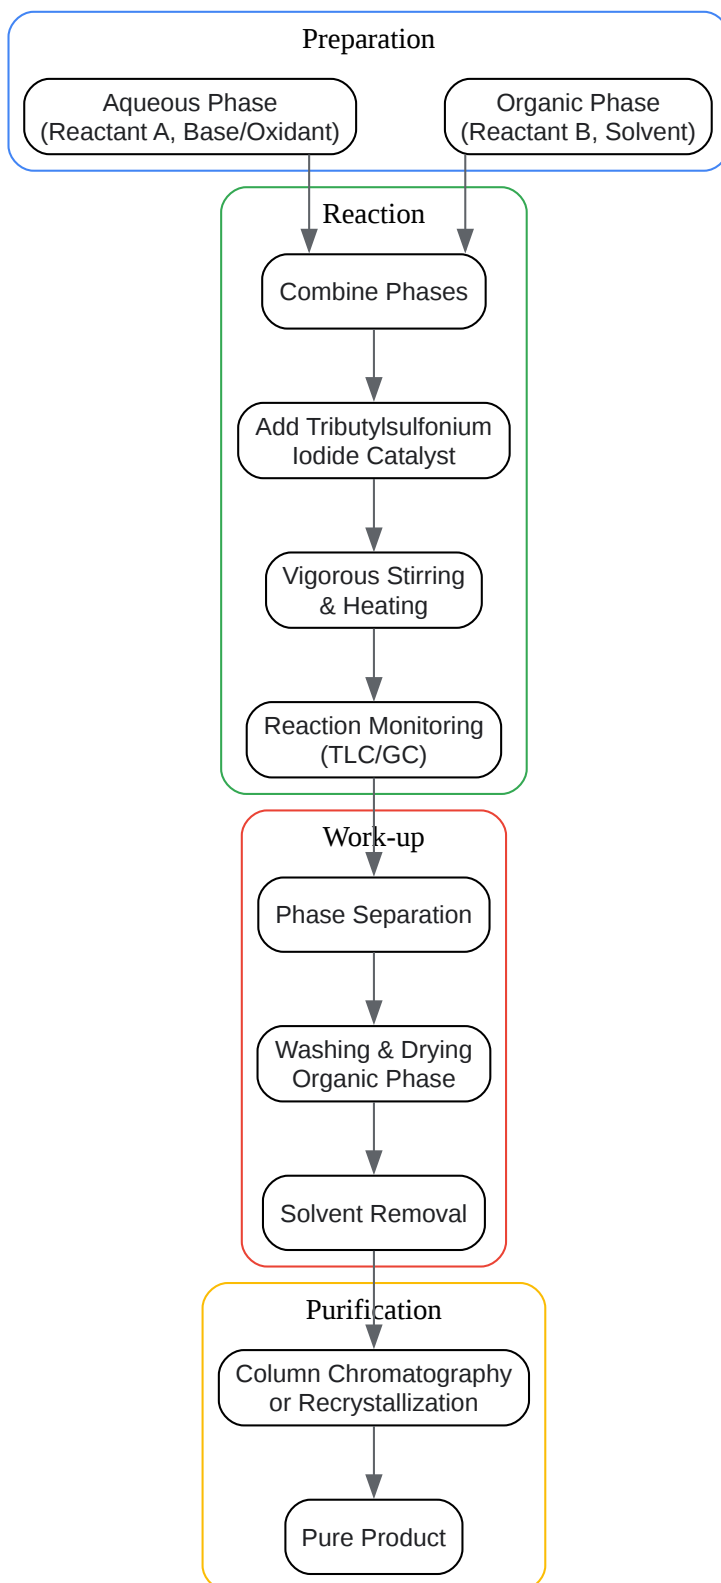 Preparation
Aqueous Phase
(Reactant A, Base/Oxidant)
Organic Phase
(Reactant B, Solvent)
Reaction
Combine Phases
Add Tributylsulfonium
Iodide Catalyst
Vigorous Stirring
& Heating
Reaction Monitoring
(TLC/GC)
Work-up
Phase Separation
Washing & Drying
Organic Phase
Solvent Removal
Purification
Column Chromatography
or Recrystallization
Pure Product